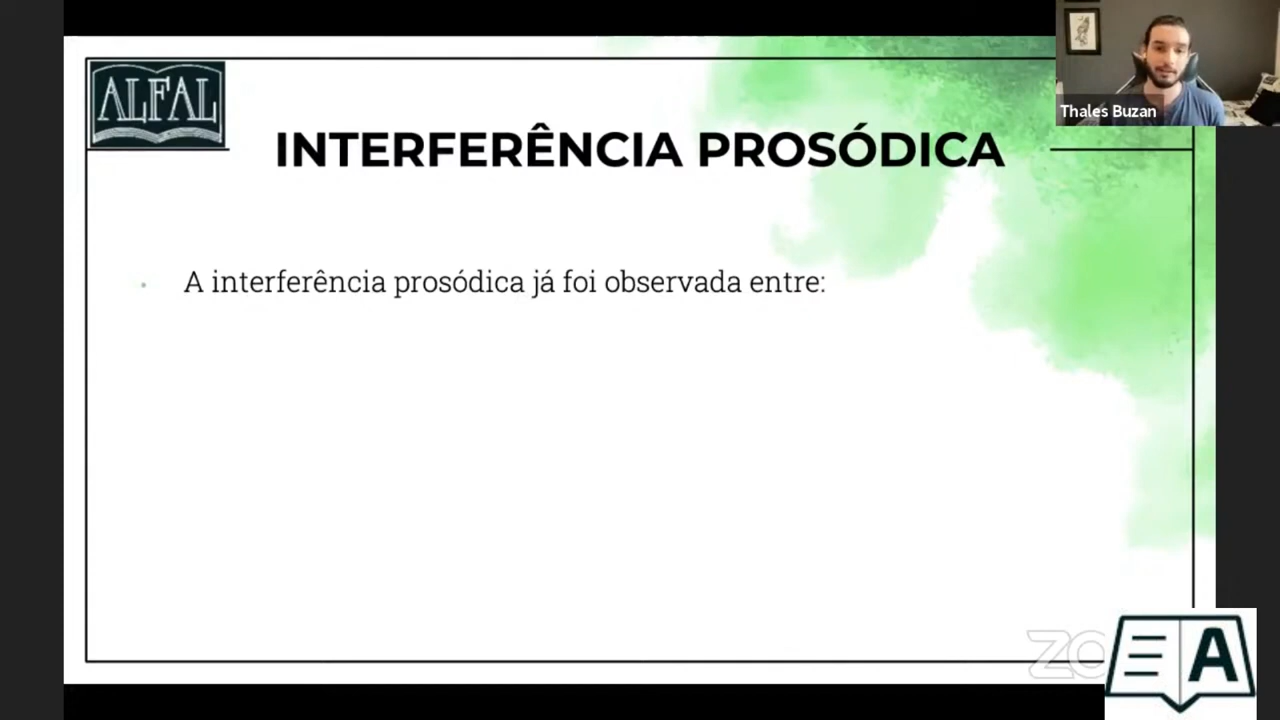 ALFAL
Thales Buzan
INTERFERÊNCIA PROSÓDICA
A interferência prosódica já foi observada entre:
A